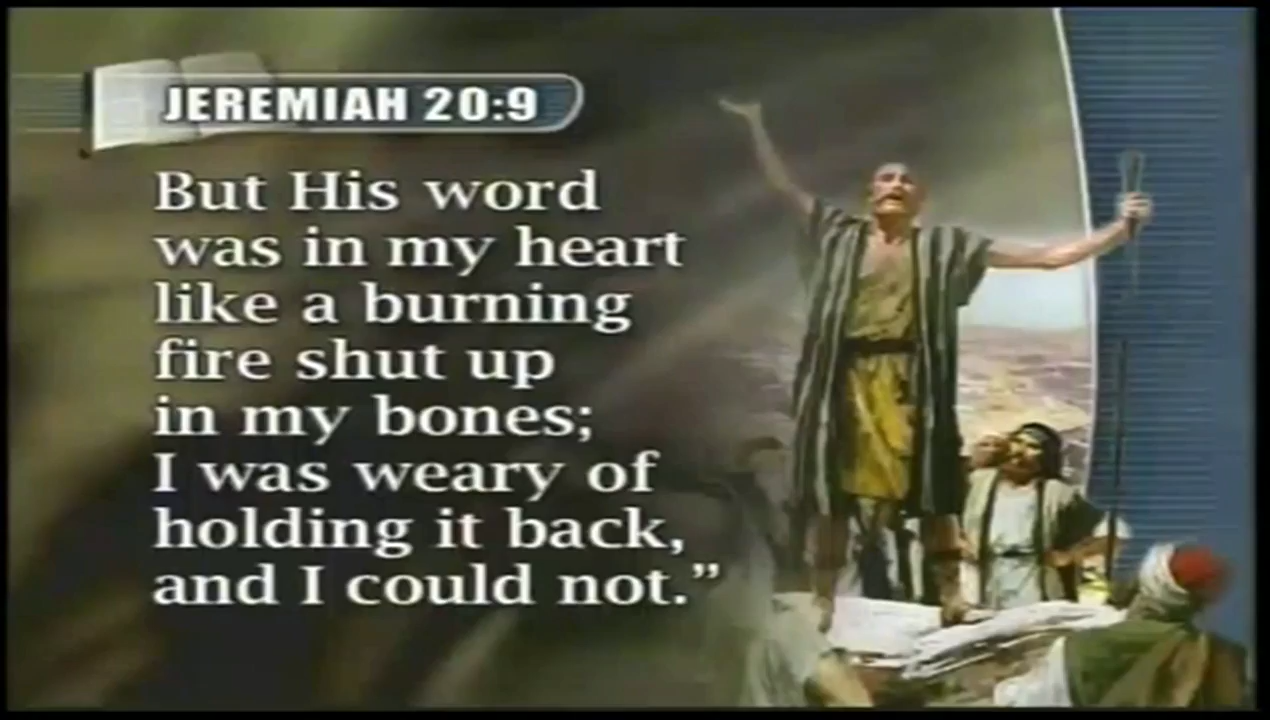 JEREMIAH 20:9
But His word
was in my heart
like a burning
fire shut up
in my bones;
I was weary of
holding it back,
and I could not.”